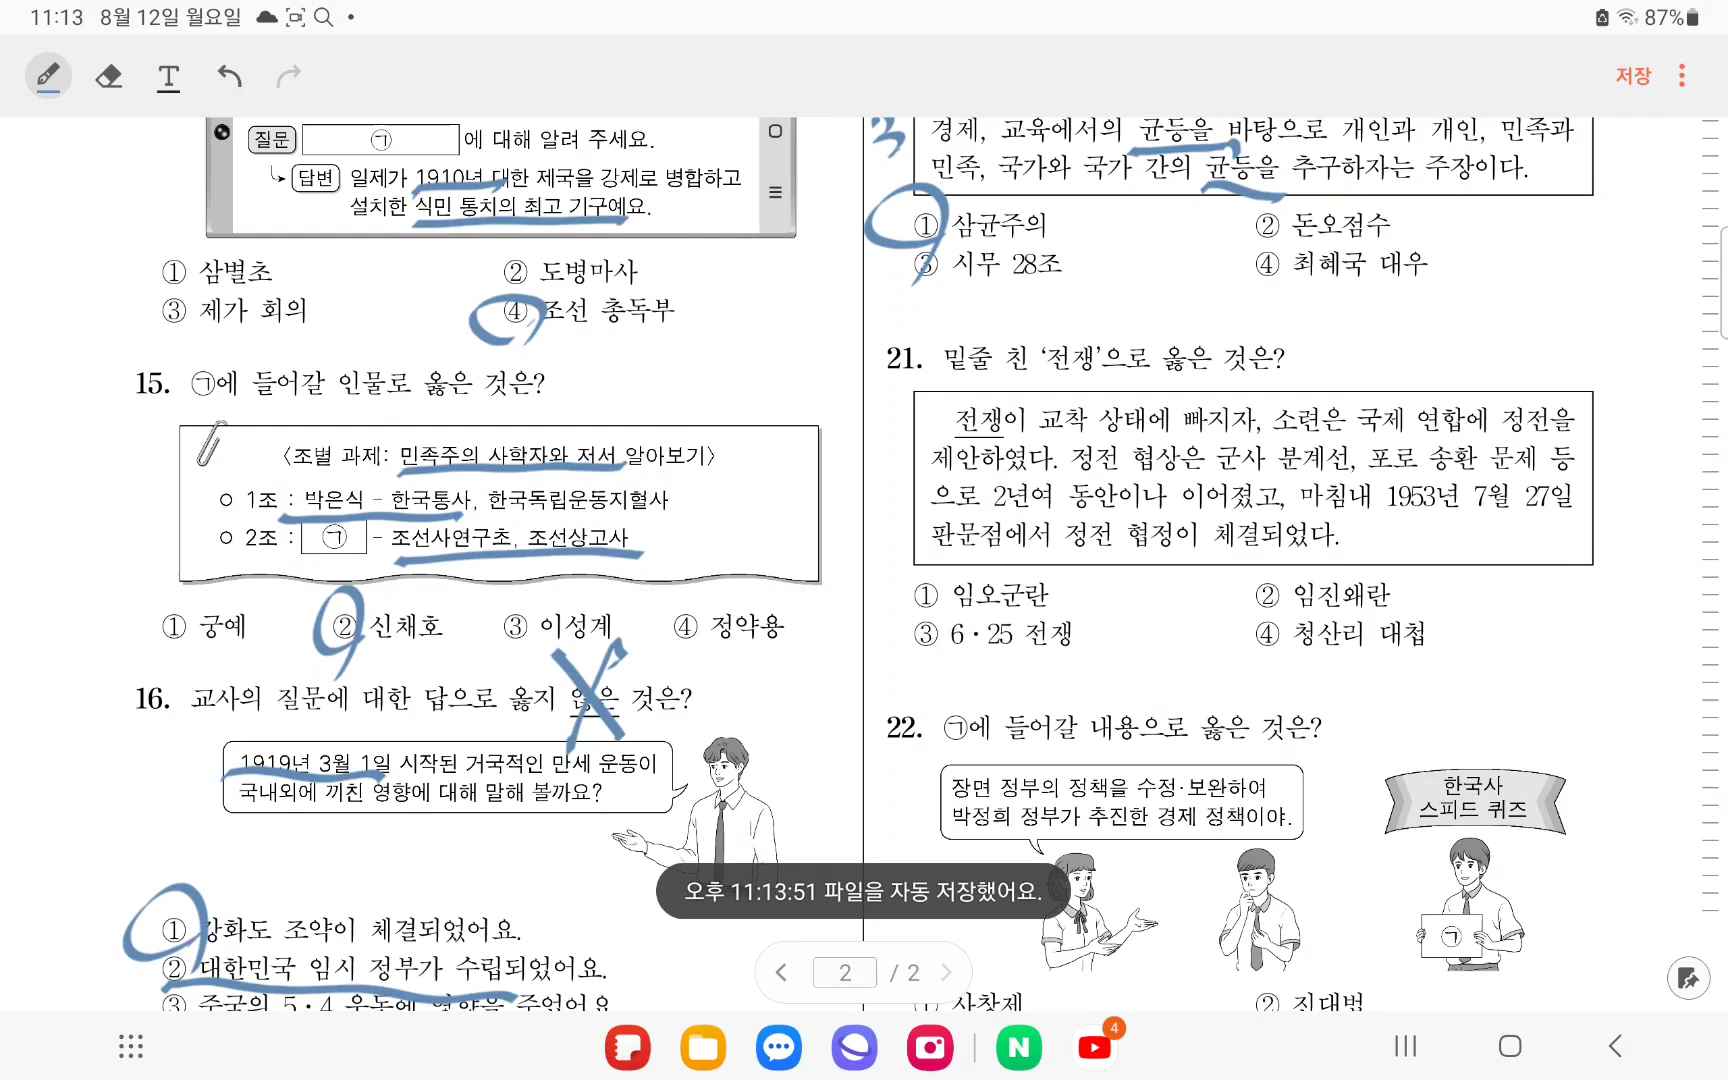 11:13 8월 12일 월요일
87%
저장
질문 ㉠ 에 대해 알려 주세요.
답변 일제가 1910년 대한 제국을 강제로 병합하고
설치한 식민 통치의 최고 기구예요.
① 삼별초 ② 도병마사
③ 제가 회의 ④ 조선 총독부
15. ㉠에 들어갈 인물로 옳은 것은?
〈조별 과제: 민족주의 사학자와 저서 알아보기〉
○ 1조 : 박은식 - 한국통사, 한국독립운동지혈사
○ 2조 : ㉠ - 조선사연구초, 조선상고사
① 궁예 ② 신채호 ③ 이성계 ④ 정약용
16. 교사의 질문에 대한 답으로 옳지 않은 것은?
1919년 3월 1일 시작된 거국적인 만세 운동이
국내외에 끼친 영향에 대해 말해 볼까요?
① 강화도 조약이 체결되었어요.
② 대한민국 임시 정부가 수립되었어요.
③ 중국의 5·4 운동에 영향을 주었어요
경제, 교육에서의 균등을 바탕으로 개인과 개인, 민족과
민족, 국가와 국가 간의 균등을 추구하자는 주장이다.
① 삼균주의 ② 돈오점수
③ 시무 28조 ④ 최혜국 대우
21. 밑줄 친 ‘전쟁’으로 옳은 것은?
전쟁이 교착 상태에 빠지자, 소련은 국제 연합에 정전을
제안하였다. 정전 협상은 군사 분계선, 포로 송환 문제 등
으로 2년여 동안이나 이어졌고, 마침내 1953년 7월 27일
판문점에서 정전 협정이 체결되었다.
① 임오군란 ② 임진왜란
③ 6·25 전쟁 ④ 청산리 대첩
22. ㉠에 들어갈 내용으로 옳은 것은?
장면 정부의 정책을 수정·보완하여
박정희 정부가 추진한 경제 정책이야.
한국사
스피드 퀴즈
㉠
① 사창제 ② 진대법
오후 11:13:51 파일을 자동 저장했어요.
2 / 2
N
4